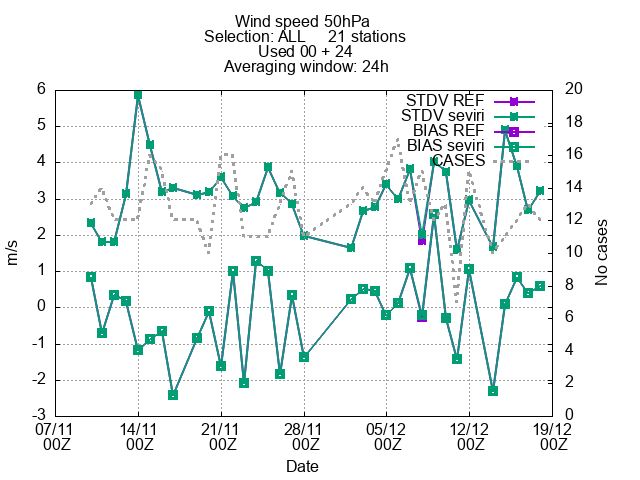 Wind speed 50hPa
Selection: ALL 21 stations
Used 00 + 24
Averaging window: 24h
STDV REF
STDV seviri
BIAS REF
BIAS seviri
CASES
6
5
4
3
2
1
0
-1
-2
-3
m/s
20
18
16
14
12
10
8
6
4
2
0
No cases
07/11 14/11 21/11 28/11 05/12 12/12 19/12
00Z 00Z 00Z 00Z 00Z 00Z 00Z
Date